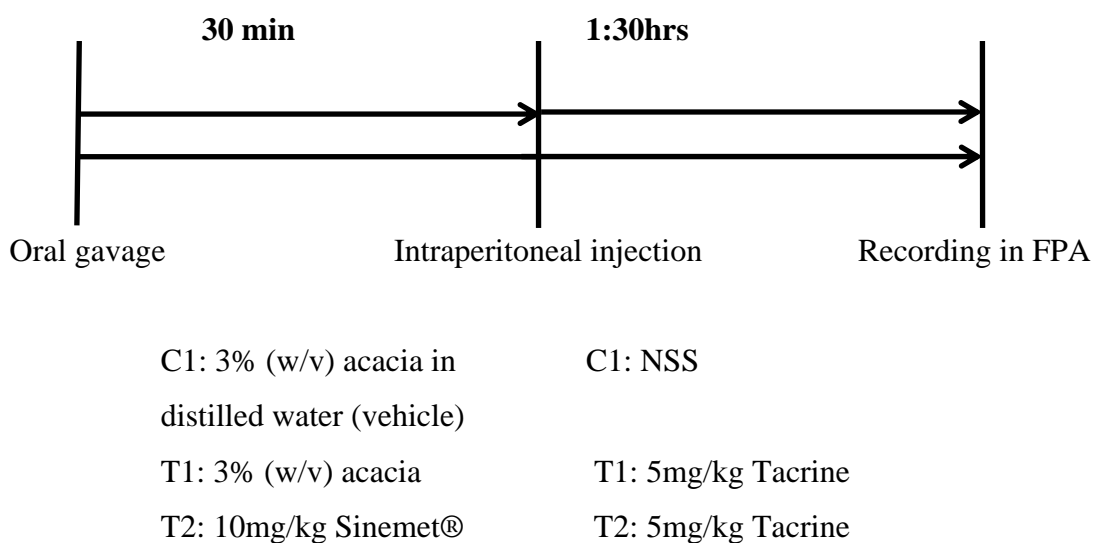 30 min 1:30hrs
Oral gavage Intraperitoneal injection Recording in FPA
C1: 3% (w/v) acacia in C1: NSS
distilled water (vehicle)
T1: 3% (w/v) acacia T1: 5mg/kg Tacrine
T2: 10mg/kg Sinemet® T2: 5mg/kg Tacrine